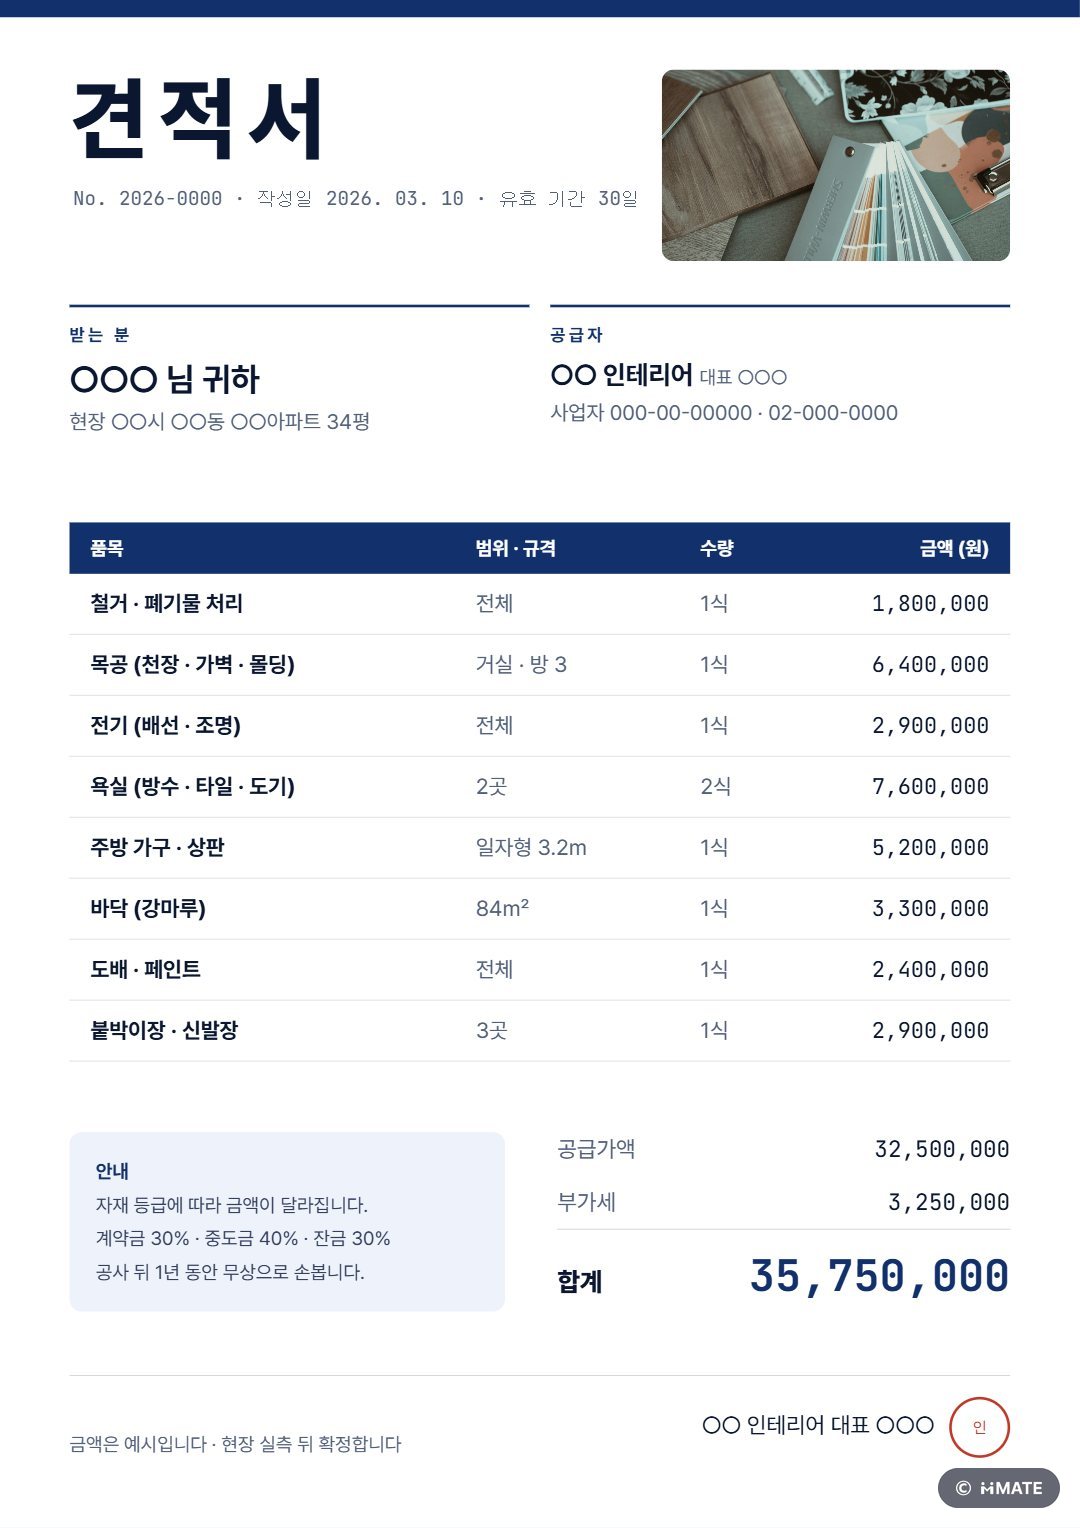 견적서
No. 2026-0000 · 작성일 2026. 03. 10 · 유효 기간 30일
받는 분
○○○ 님 귀하
현장 ○○시 ○○동 ○○아파트 34평
공급자
○○ 인테리어 대표 ○○○
사업자 000-00-00000 · 02-000-0000
품목 범위 · 규격 수량 금액 (원)
철거 · 폐기물 처리 전체 1식 1,800,000
목공 (천장 · 가벽 · 몰딩) 거실 · 방 3 1식 6,400,000
전기 (배선 · 조명) 전체 1식 2,900,000
욕실 (방수 · 타일 · 도기) 2곳 2식 7,600,000
주방 가구 · 상판 일자형 3.2m 1식 5,200,000
바닥 (강마루) 84m² 1식 3,300,000
도배 · 페인트 전체 1식 2,400,000
붙박이장 · 신발장 3곳 1식 2,900,000
안내
자재 등급에 따라 금액이 달라집니다.
계약금 30% · 중도금 40% · 잔금 30%
공사 뒤 1년 동안 무상으로 손봅니다.
공급가액 32,500,000
부가세 3,250,000
합계 35,750,000
금액은 예시입니다 · 현장 실측 뒤 확정합니다
○○ 인테리어 대표 ○○○ 인
© MMATE